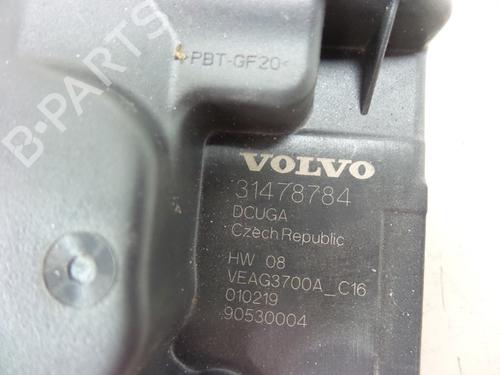 >PBT-GF20<
VOLVO
31478784
DCUGA
Czech Republic
HW 08
VEAG3700A_C16
010219
90530004
B-PARTS